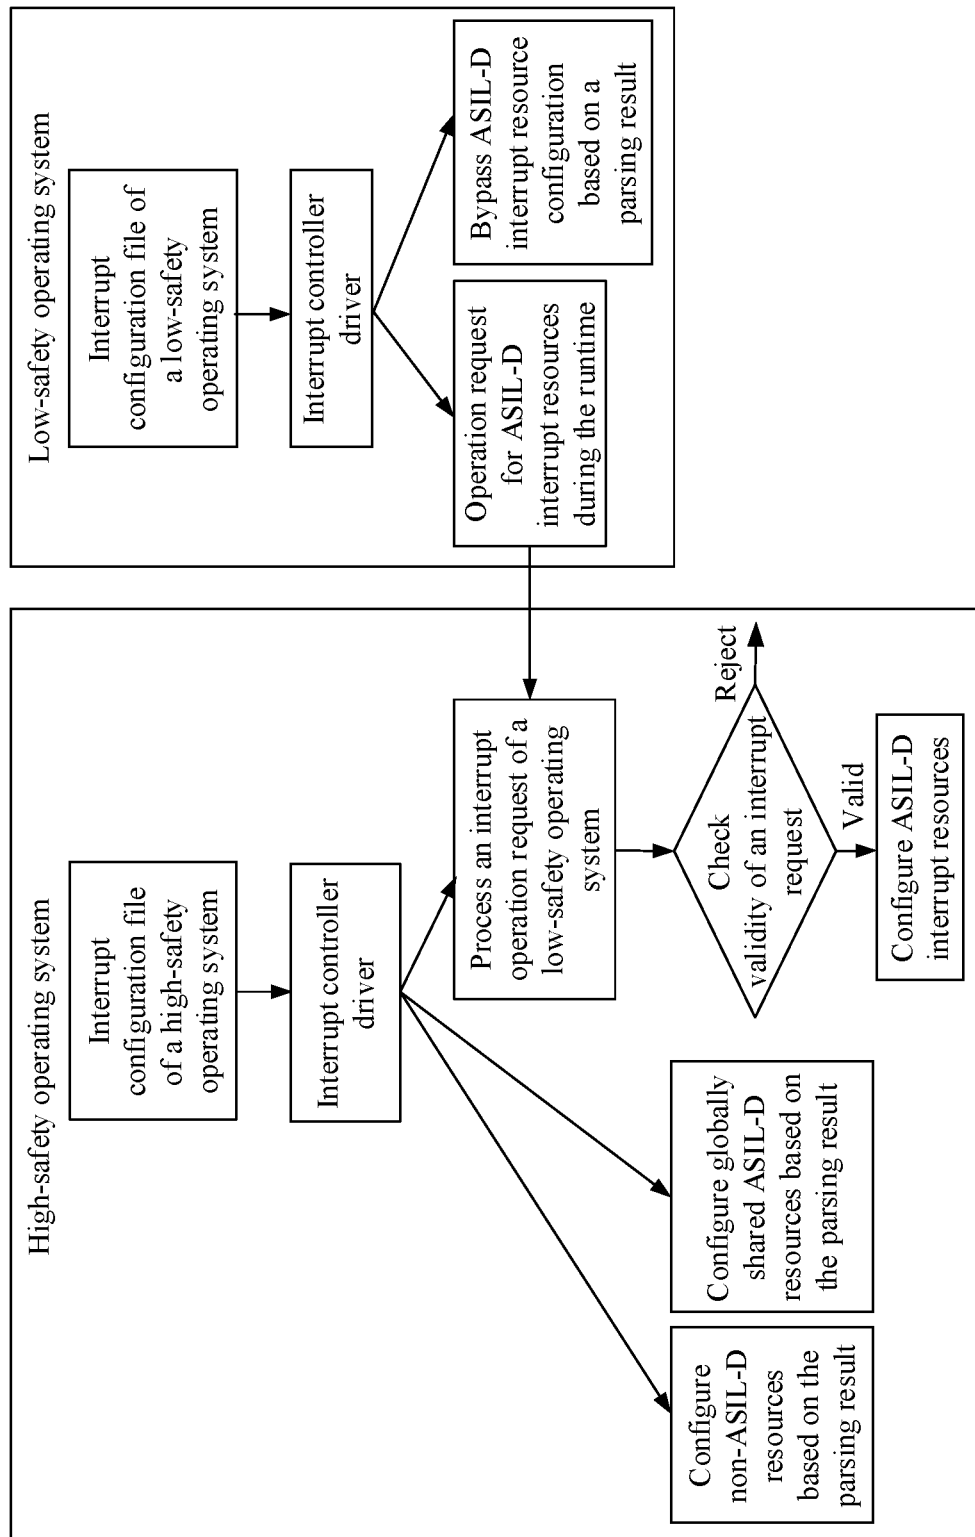 High-safety operating system
Interrupt
configuration file
of a high-safety
operating system
Interrupt controller
driver
Configure
non-ASIL-D
resources
based on the
parsing result
Configure globally
shared ASIL-D
resources based on
the parsing result
Process an interrupt
operation request of a
low-safety operating
system
Check
validity of an interrupt
request
Reject
Valid
Configure ASIL-D
interrupt resources
Low-safety operating system
Interrupt
configuration file of
a low-safety
operating system
Interrupt controller
driver
Operation request
for ASIL-D
interrupt resources
during the runtime
Bypass ASIL-D
interrupt resource
configuration
based on a
parsing result